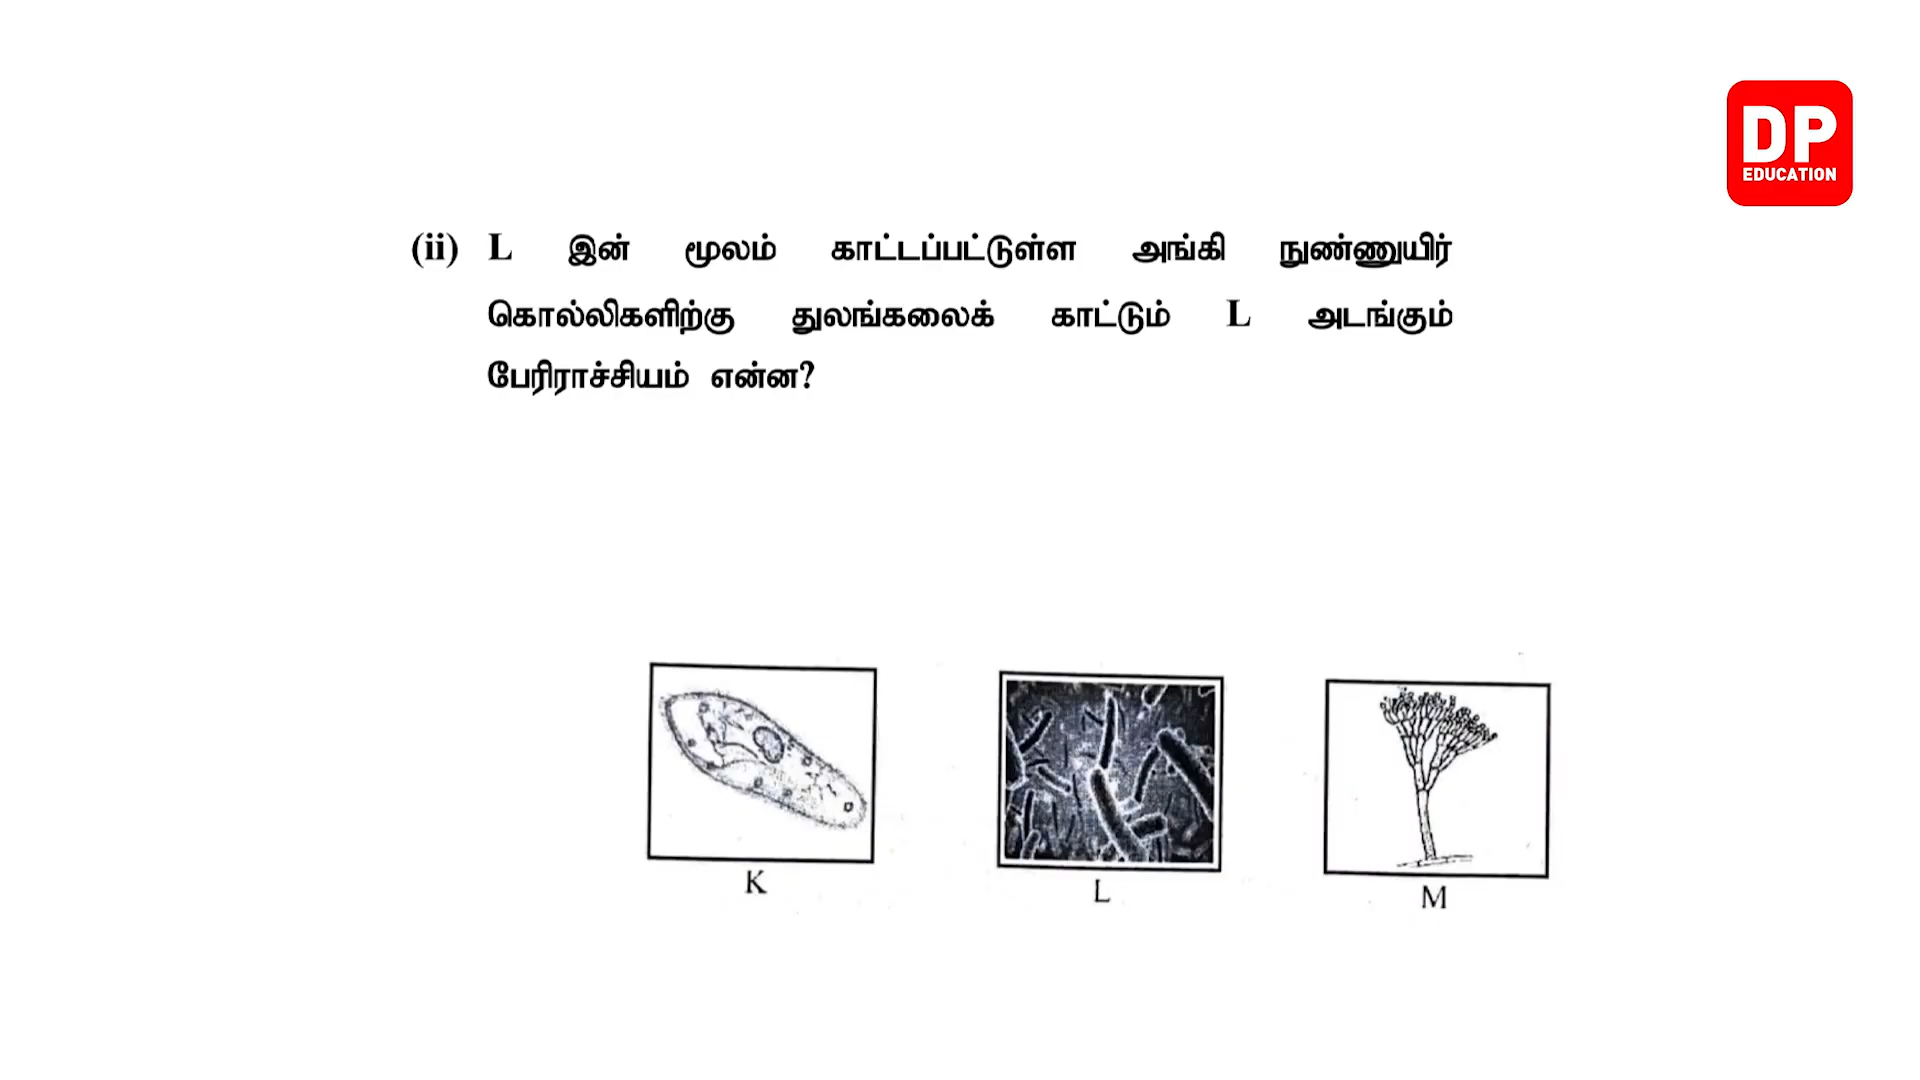 DP
EDUCATION
(ii) L இன் மூலம் காட்டப்பட்டுள்ள அங்கி நுண்ணுயிர்
கொல்லிகளிற்கு துலங்கலைக் காட்டும் L அடங்கும்
பேரிராச்சியம் என்ன?
K
L
M